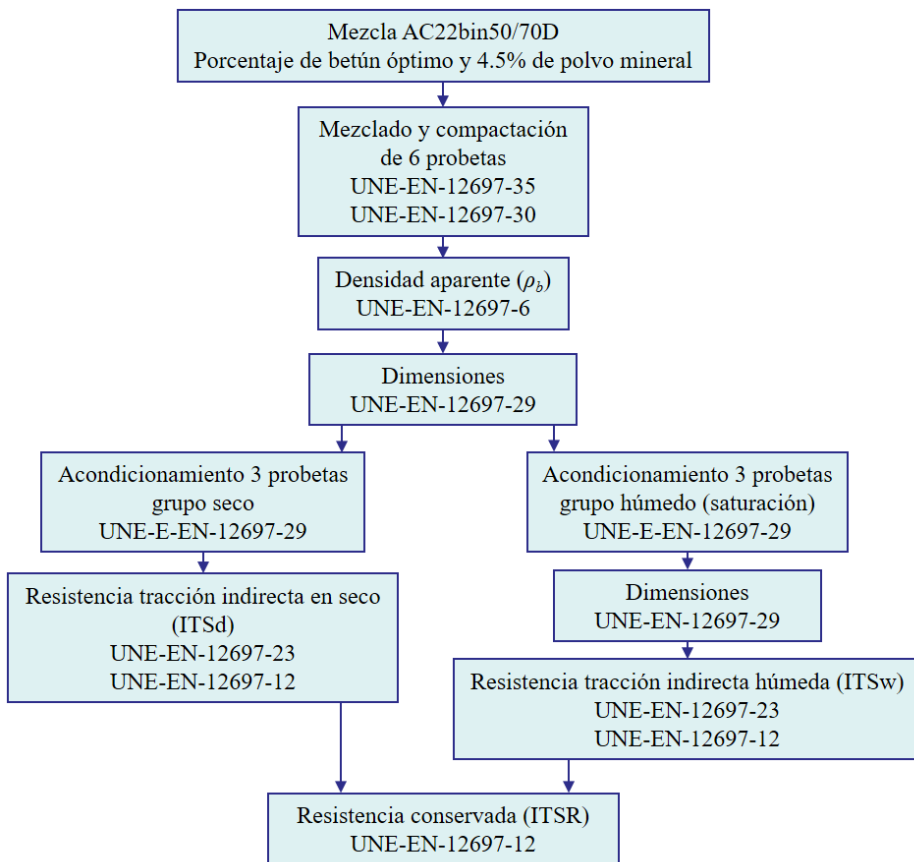 Mezcla AC22bin50/70D
Porcentaje de betún óptimo y 4.5% de polvo mineral
Mezclado y compactación
de 6 probetas
UNE-EN-12697-35
UNE-EN-12697-30
Densidad aparente (ρb)
UNE-EN-12697-6
Dimensiones
UNE-EN-12697-29
Acondicionamiento 3 probetas
grupo seco
UNE-E-EN-12697-29
Acondicionamiento 3 probetas
grupo húmedo (saturación)
UNE-E-EN-12697-29
Resistencia tracción indirecta en seco
(ITSd)
UNE-EN-12697-23
UNE-EN-12697-12
Dimensiones
UNE-EN-12697-29
Resistencia tracción indirecta húmeda (ITSw)
UNE-EN-12697-23
UNE-EN-12697-12
Resistencia conservada (ITSR)
UNE-EN-12697-12